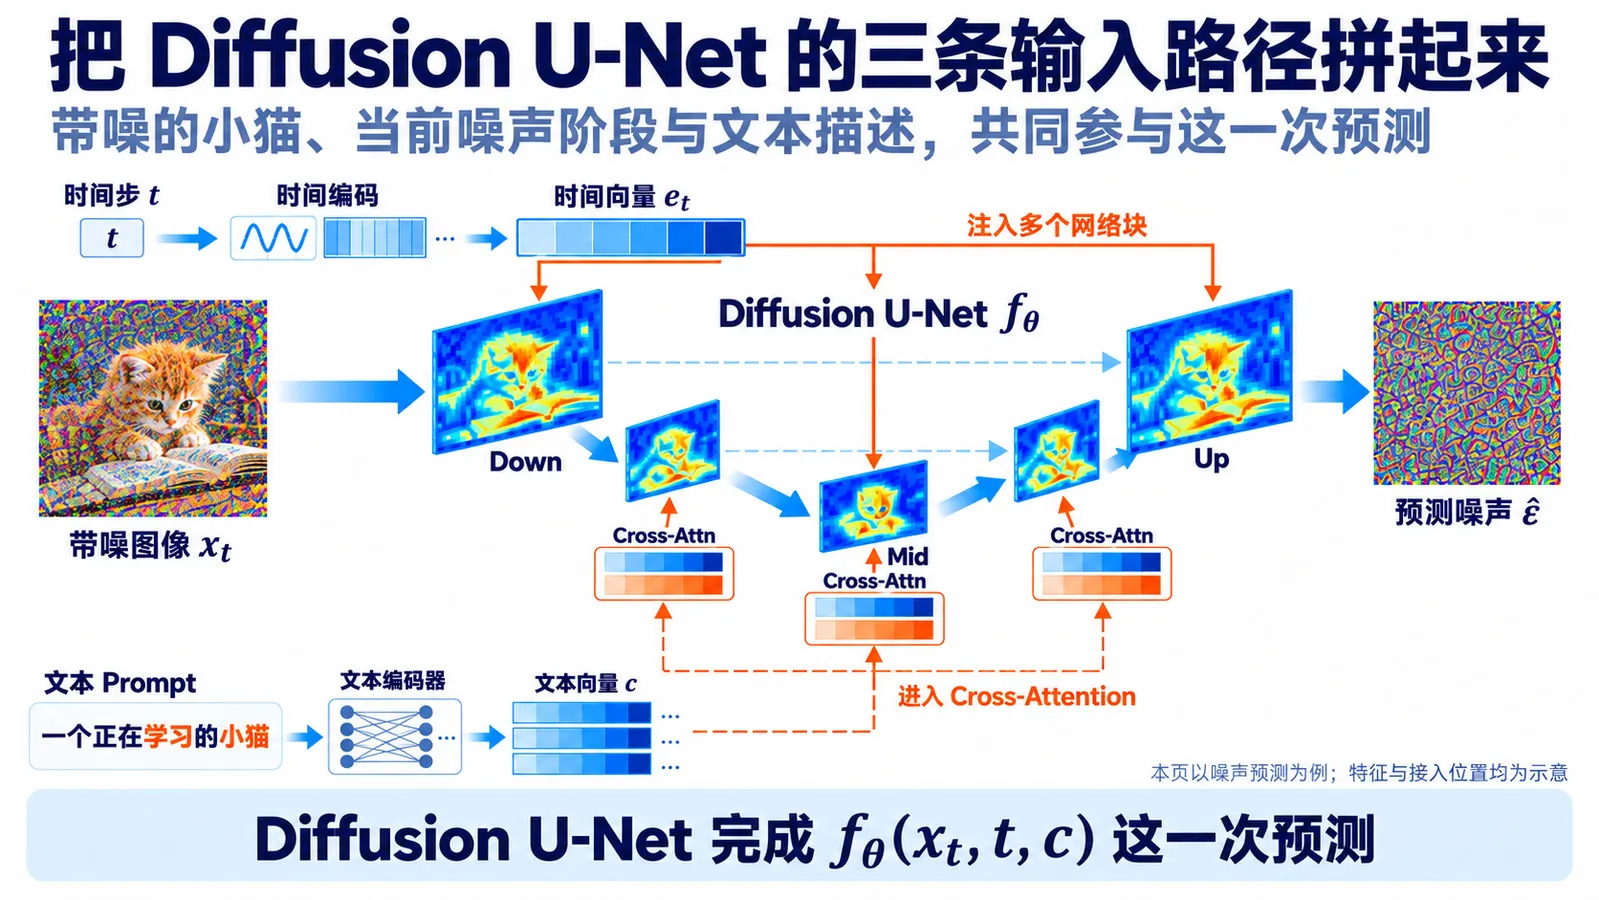 把 Diffusion U-Net 的三条输入路径拼起来
带噪的小猫、当前噪声阶段与文本描述，共同参与这一次预测
时间步 t
时间编码
时间向量 e_t
t
...
注入多个网络块
Diffusion U-Net f_θ
Down
Up
带噪图像 x_t
预测噪声 ε̂
Mid
Cross-Attn
Cross-Attn
Cross-Attn
文本 Prompt
文本编码器
文本向量 c
进入 Cross-Attention
一个正在学习的小猫
...
...
...
...
本页以噪声预测为例；特征与接入位置均为示意
Diffusion U-Net 完成 f_θ(x_t, t, c) 这一次预测